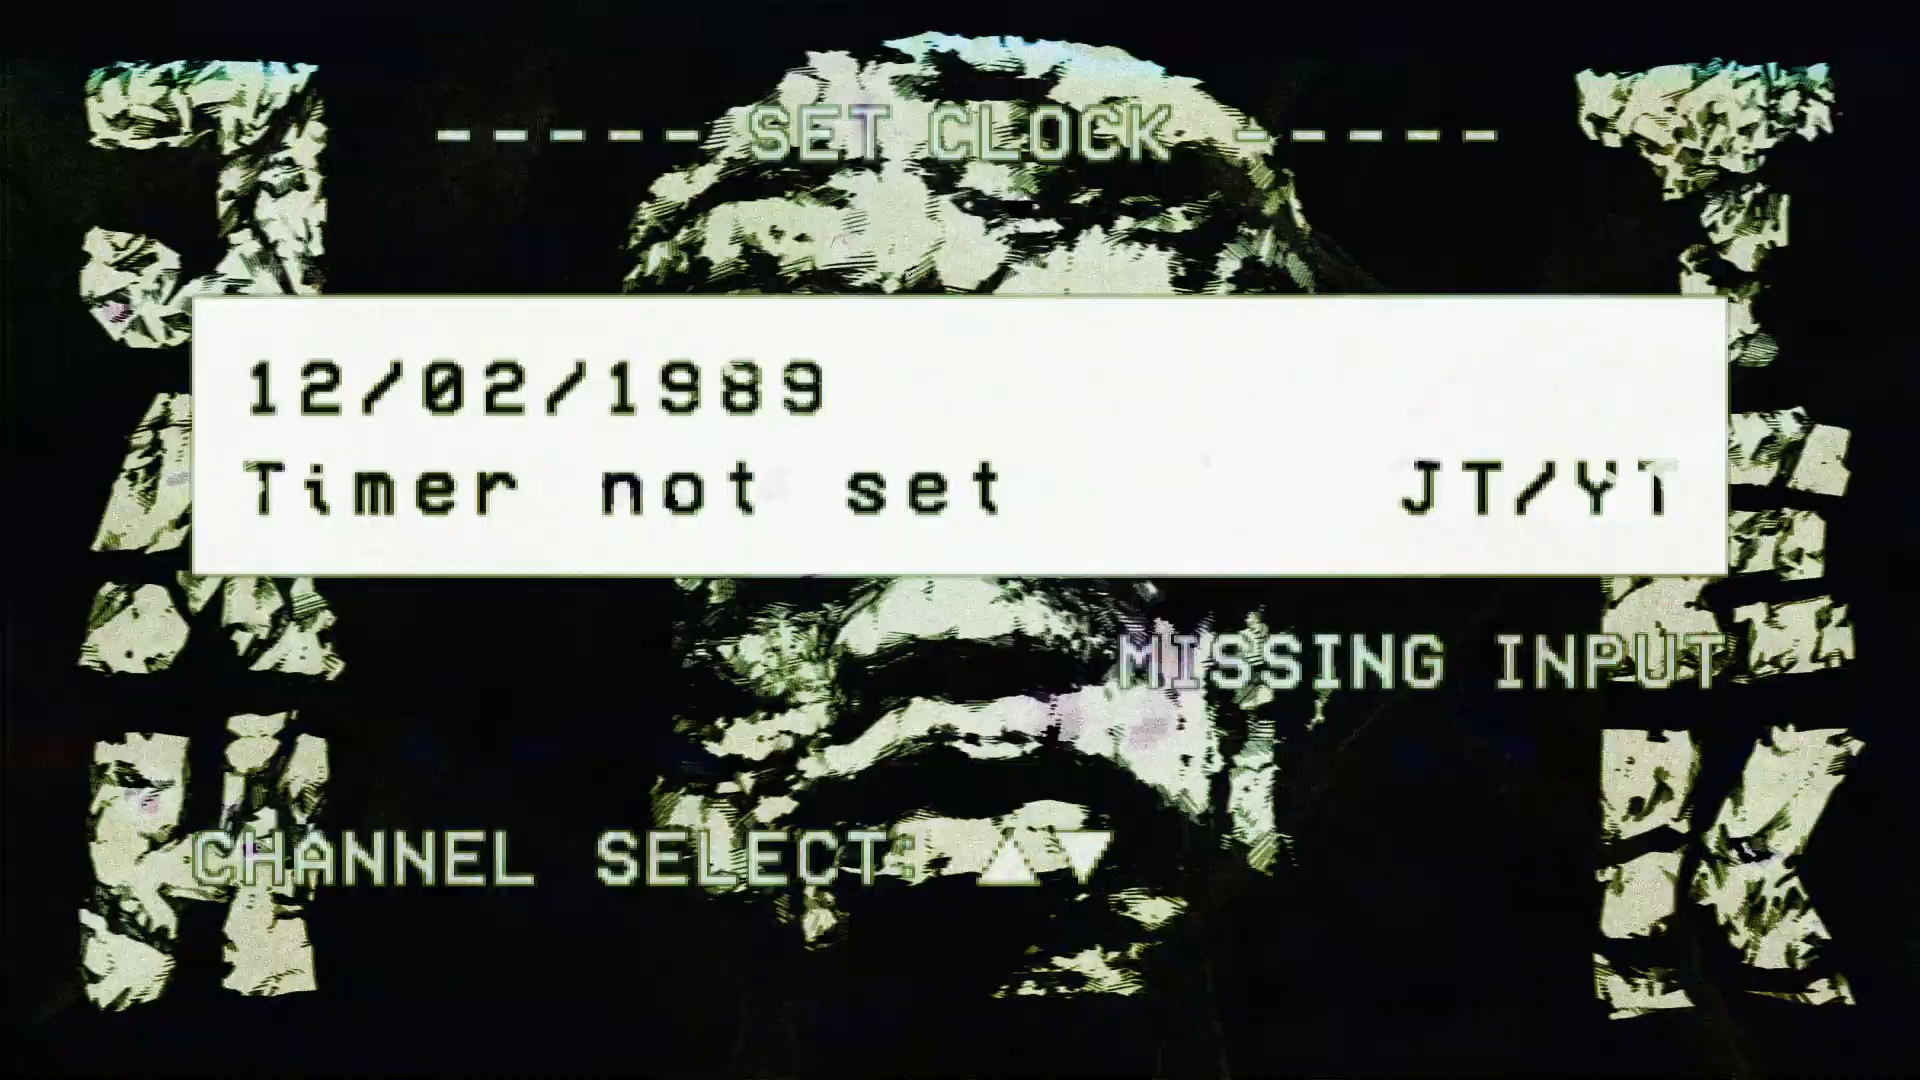 ----- SET CLOCK -----
12/02/1989
Timer not set JT/YT
MISSING INPUT
CHANNEL SELECT: ▲▼